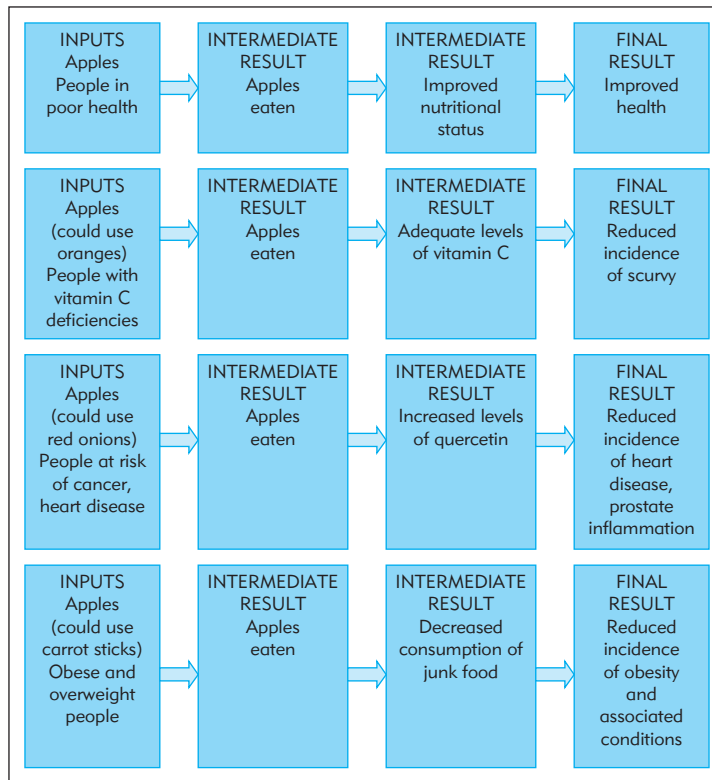 INPUTS
Apples
People in
poor health
INTERMEDIATE
RESULT
Apples
eaten
INTERMEDIATE
RESULT
Improved
nutritional
status
FINAL
RESULT
Improved
health
INPUTS
Apples
(could use
oranges)
People with
vitamin C
deficiencies
INTERMEDIATE
RESULT
Apples
eaten
INTERMEDIATE
RESULT
Adequate levels
of vitamin C
FINAL
RESULT
Reduced
incidence
of scurvy
INPUTS
Apples
(could use
red onions)
People at risk
of cancer,
heart disease
INTERMEDIATE
RESULT
Apples
eaten
INTERMEDIATE
RESULT
Increased levels
of quercetin
FINAL
RESULT
Reduced
incidence
of heart
disease,
prostate
inflammation
INPUTS
Apples
(could use
carrot sticks)
Obese and
overweight
people
INTERMEDIATE
RESULT
Apples
eaten
INTERMEDIATE
RESULT
Decreased
consumption of
junk food
FINAL
RESULT
Reduced
incidence
of obesity
and
associated
conditions